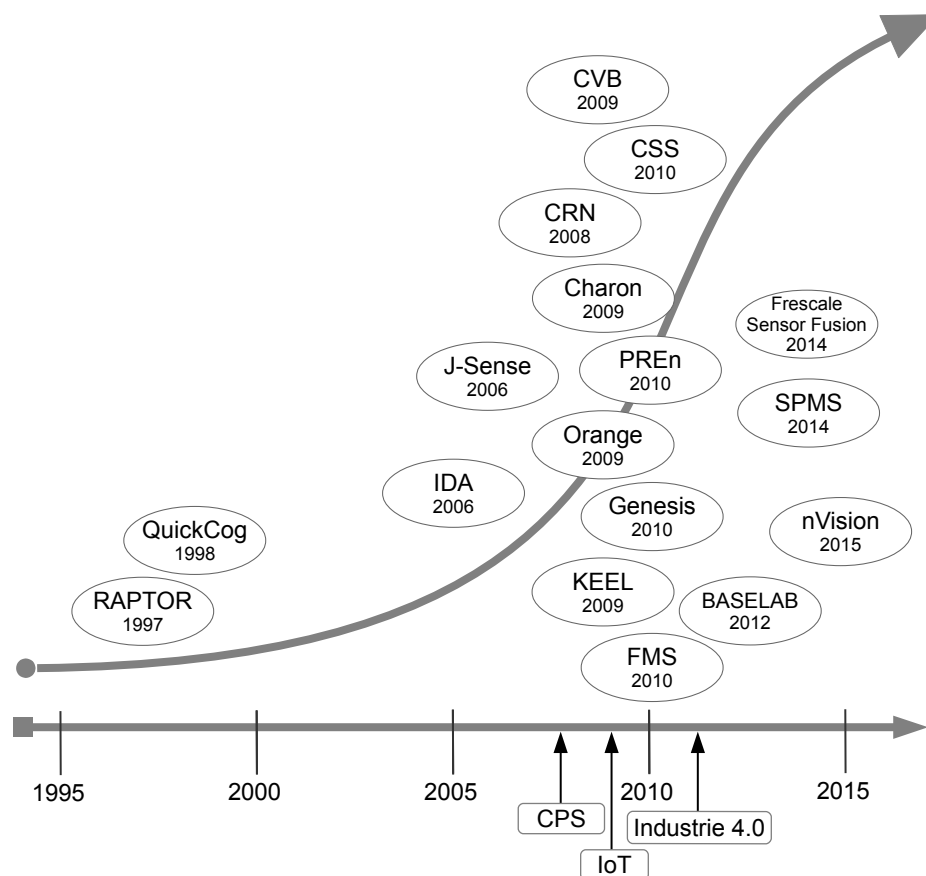 CVB
2009
CSS
2010
CRN
2008
Charon
2009
Frescale
Sensor Fusion
2014
J-Sense
2006
PREn
2010
SPMS
2014
Orange
2009
IDA
2006
Genesis
2010
nVision
2015
QuickCog
1998
KEEL
2009
BASELAB
2012
RAPTOR
1997
FMS
2010
1995
2000
2005
2010
2015
CPS
Industrie 4.0
IoT